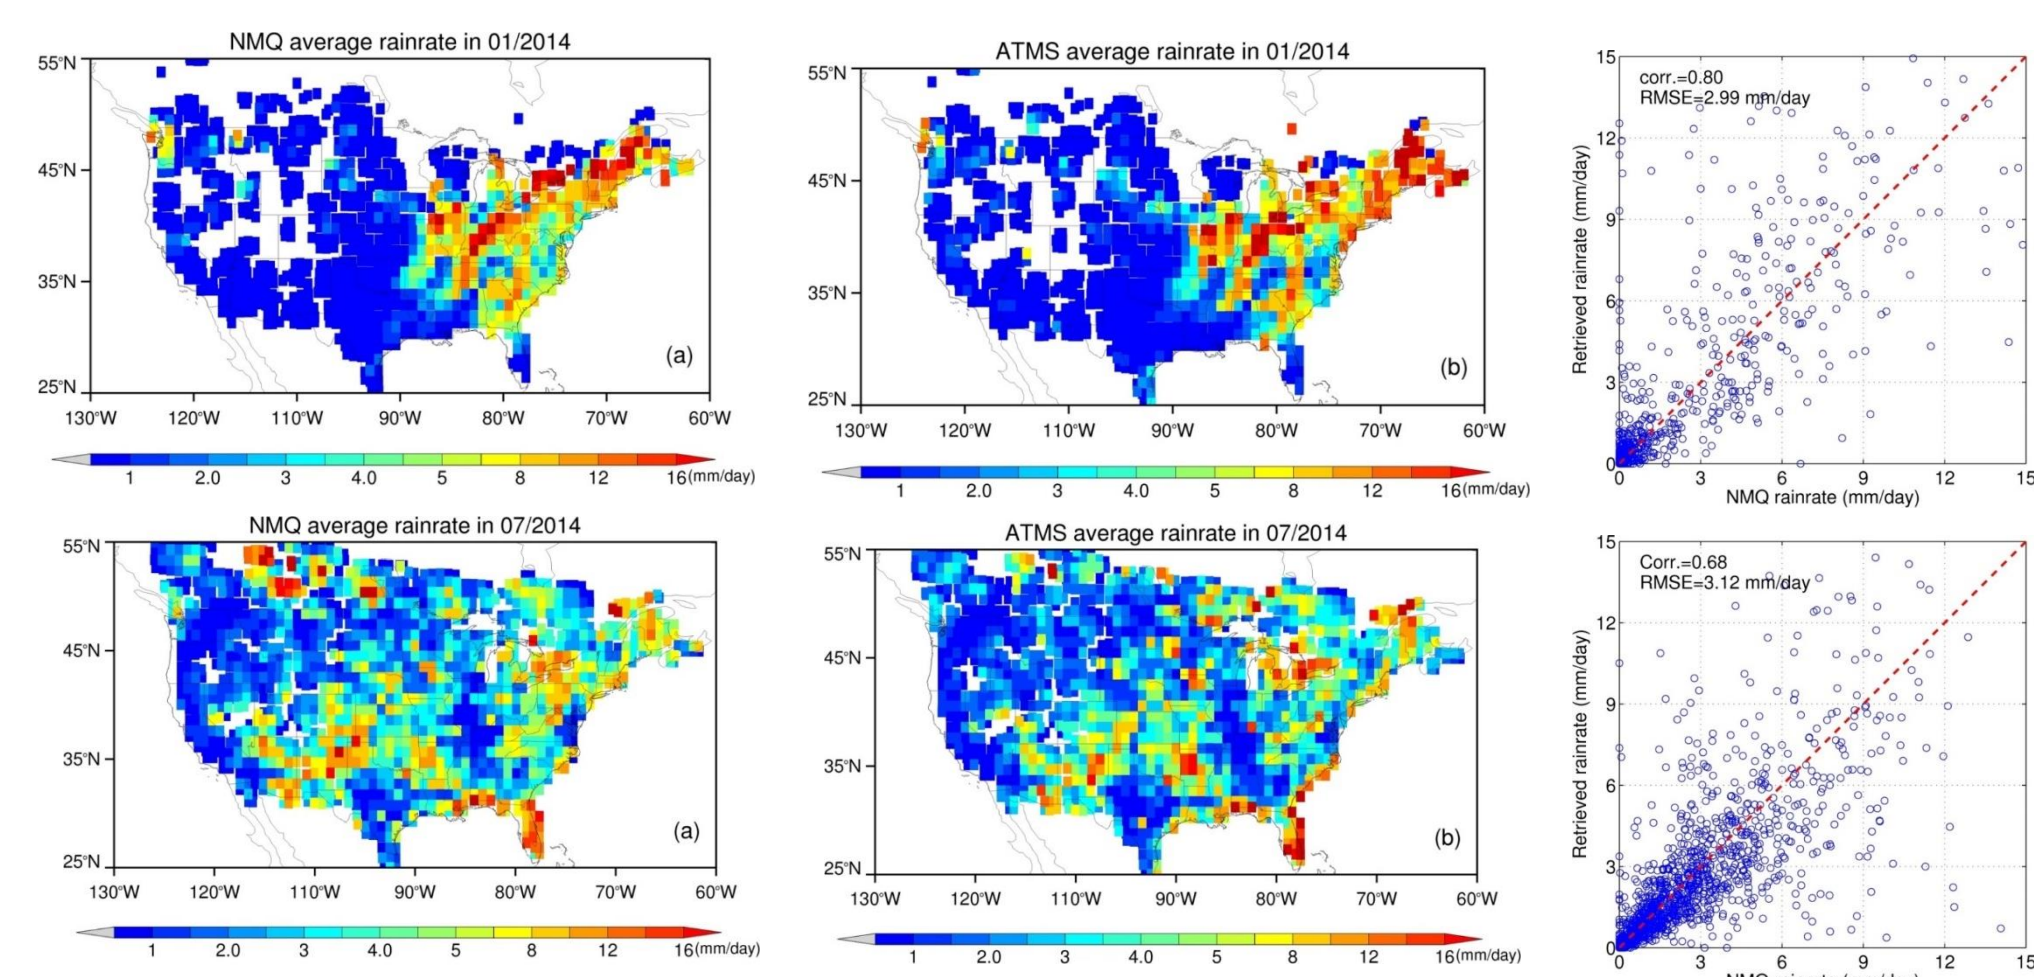 NMQ average rainrate in 01/2014
55°N
45°N
35°N
25°N
(a)
130°W 120°W 110°W 90°W 80°W 70°W 60°W
1 2.0 3 4.0 5 8 12 16(mm/day)
ATMS average rainrate in 01/2014
55°N
45°N
35°N
25°N
(b)
130°W 120°W 110°W 90°W 80°W 70°W 60°W
1 2.0 3 4.0 5 8 12 16(mm/day)
corr.=0.80
RMSE=2.99 mm/day
Retrieved rainrate (mm/day)
15
12
9
6
3
0
0 3 6 9 12 15
NMQ rainrate (mm/day)
NMQ average rainrate in 07/2014
55°N
45°N
35°N
25°N
(a)
130°W 120°W 110°W 90°W 80°W 70°W 60°W
1 2.0 3 4.0 5 8 12 16(mm/day)
ATMS average rainrate in 07/2014
55°N
45°N
35°N
25°N
(b)
130°W 120°W 110°W 90°W 80°W 70°W 60°W
1 2.0 3 4.0 5 8 12 16(mm/day)
Corr.=0.68
RMSE=3.12 mm/day
Retrieved rainrate (mm/day)
15
12
9
6
3
0
0 3 6 9 12 15